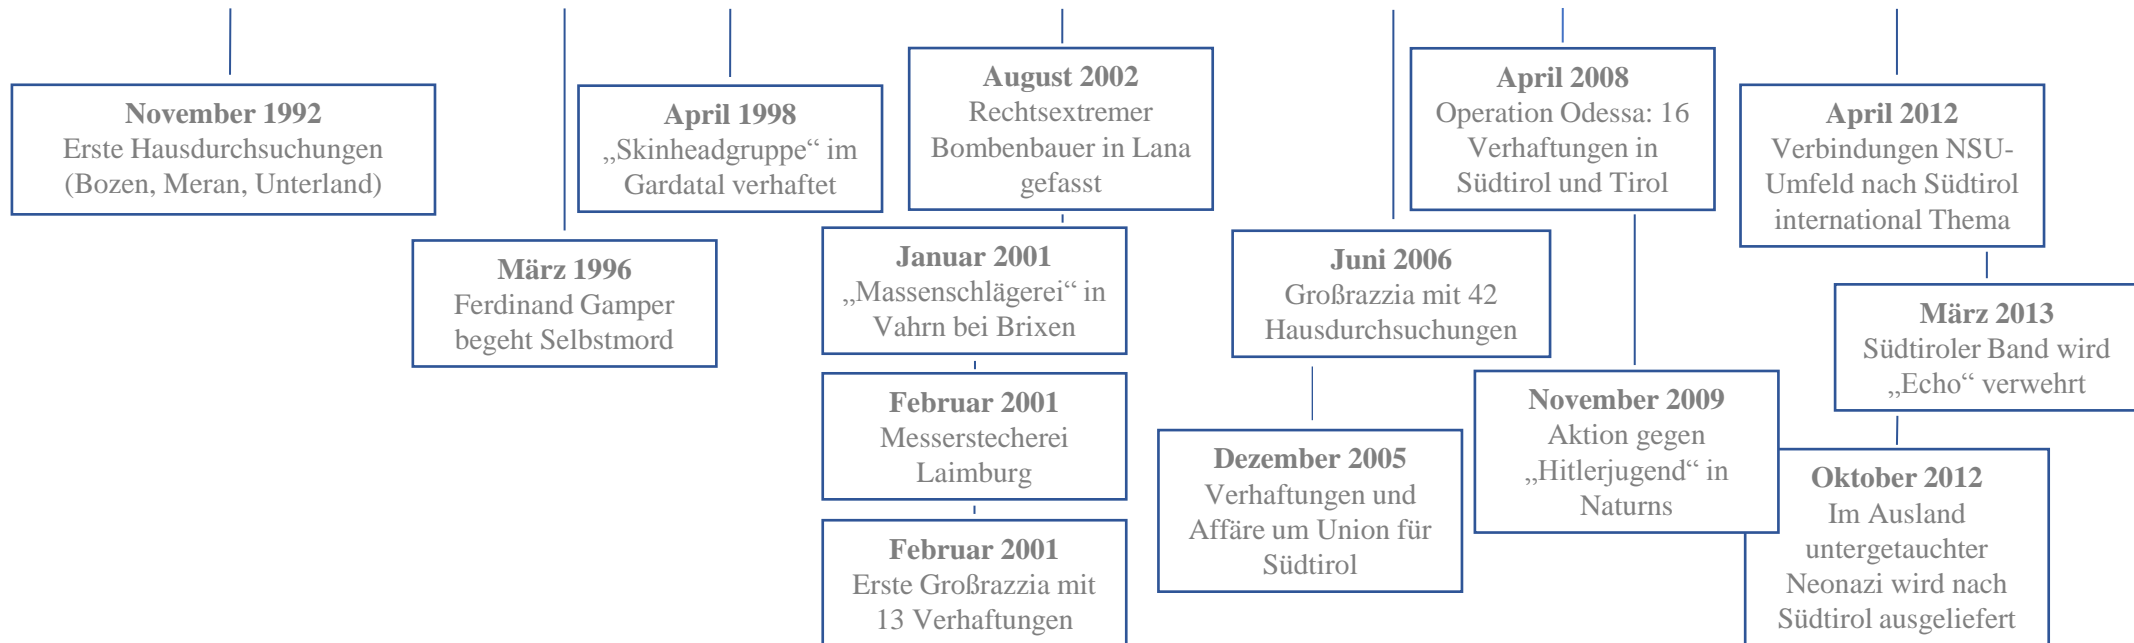 November 1992
Erste Hausdurchsuchungen
(Bozen, Meran, Unterland)
März 1996
Ferdinand Gamper
begeht Selbstmord
April 1998
„Skinheadgruppe“ im
Gardatal verhaftet
August 2002
Rechtsextremer
Bombenbauer in Lana
gefasst
Januar 2001
„Massenschlägerei“ in
Vahrn bei Brixen
Februar 2001
Messerstecherei
Laimburg
Februar 2001
Erste Großrazzia mit
13 Verhaftungen
Juni 2006
Großrazzia mit 42
Hausdurchsuchungen
Dezember 2005
Verhaftungen und
Affäre um Union für
Südtirol
April 2008
Operation Odessa: 16
Verhaftungen in
Südtirol und Tirol
November 2009
Aktion gegen
„Hitlerjugend“ in
Naturns
April 2012
Verbindungen NSU-
Umfeld nach Südtirol
international Thema
März 2013
Südtiroler Band wird
„Echo“ verwehrt
Oktober 2012
Im Ausland
untergetauchter
Neonazi wird nach
Südtirol ausgeliefert